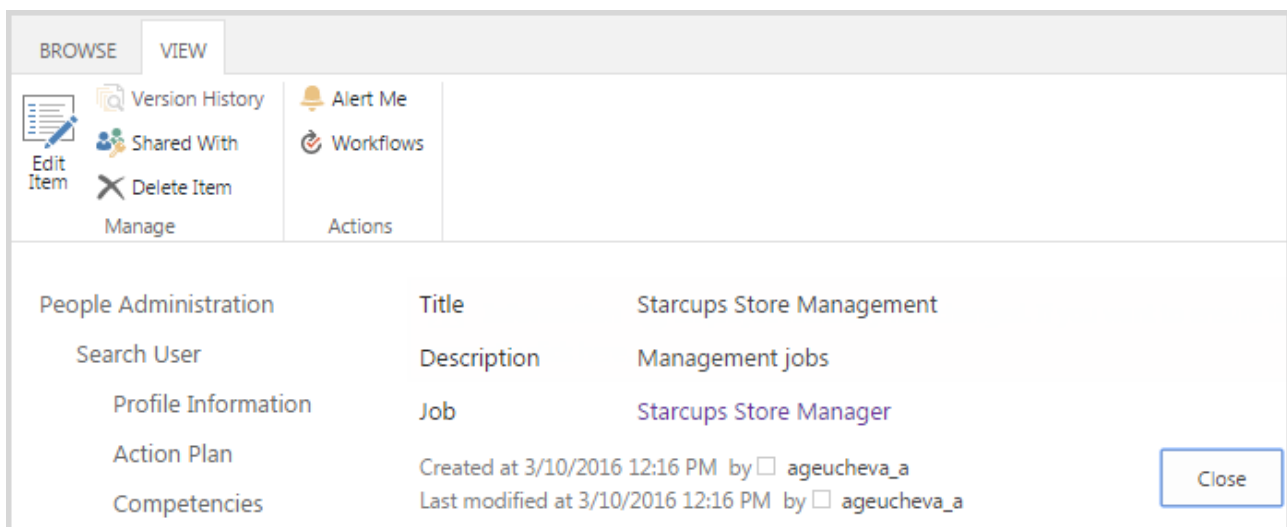 BROWSE VIEW
Version History Alert Me
Shared With Workflows
Edit
Item
Delete Item
Manage Actions
People Administration Title Starcups Store Management
Search User Description Management jobs
Profile Information Job Starcups Store Manager
Action Plan Created at 3/10/2016 12:16 PM by ageucheva_a
Close
Competencies Last modified at 3/10/2016 12:16 PM by ageucheva_a